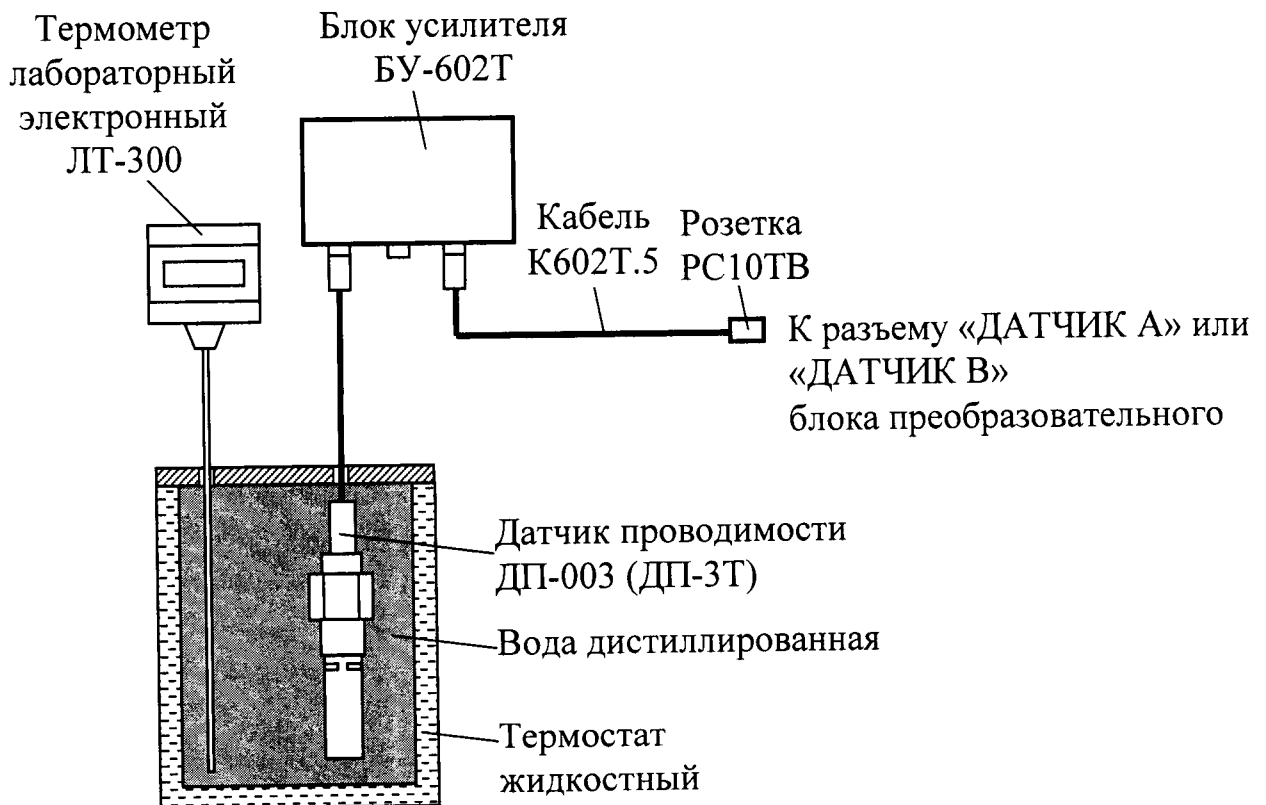 Термометр
лабораторный
электронный
ЛТ-300
Блок усилителя
БУ-602Т
Кабель
К602Т.5
Розетка
РС10ТВ
К разъему «ДАТЧИК А» или
«ДАТЧИК В»
блока преобразовательного
Датчик проводимости
ДП-003 (ДП-3Т)
Вода дистиллированная
Термостат
жидкостный